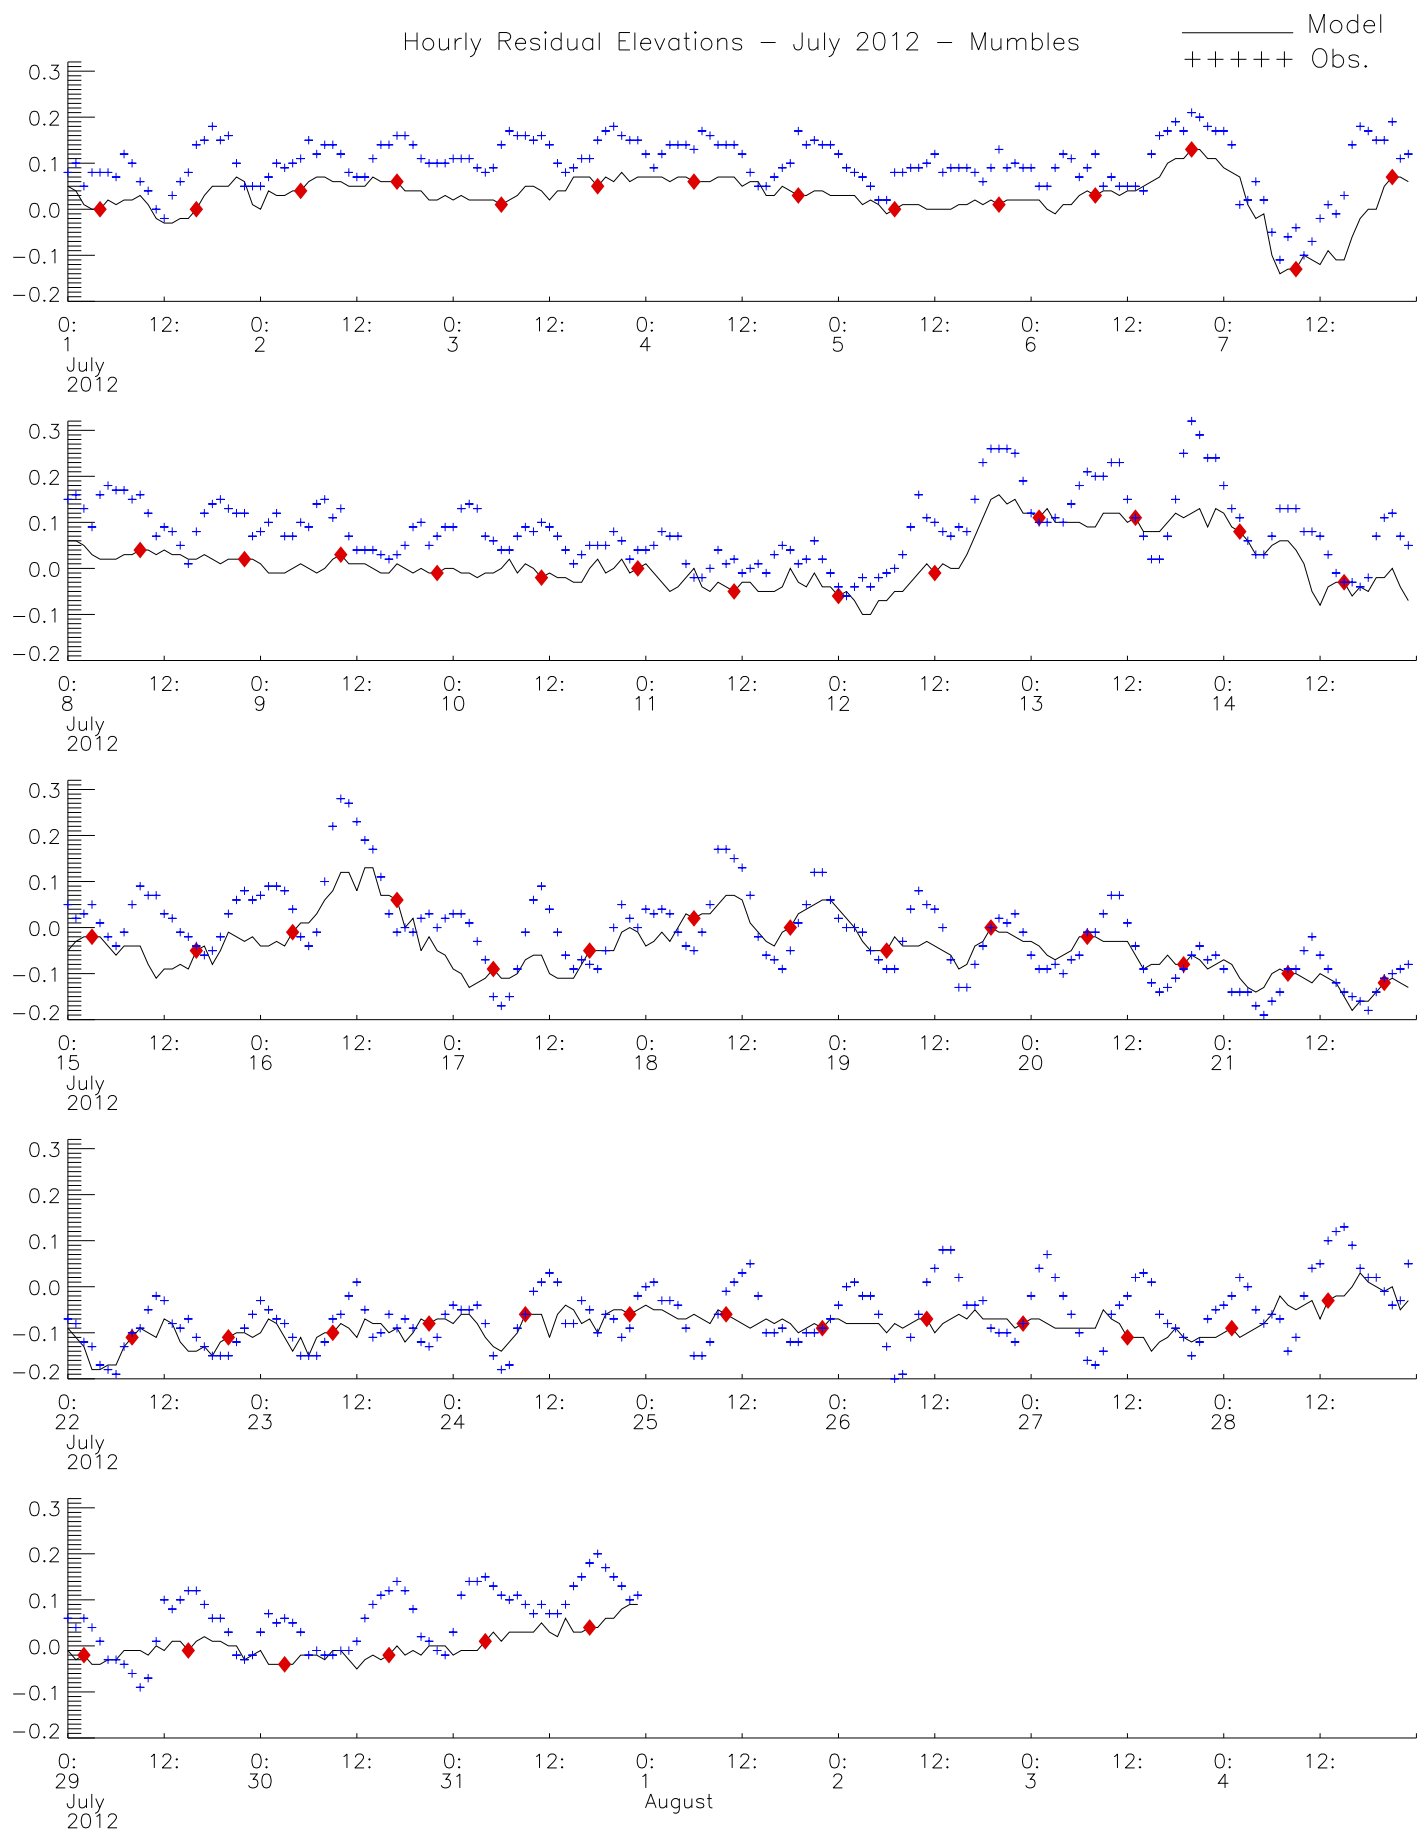 Hourly Residual Elevations – July 2012 – Mumbles
Model
+++++ Obs.
0.3
0.2
0.1
0.0
−0.1
−0.2
0: 12: 0: 12: 0: 12: 0: 12: 0: 12: 0: 12: 0: 12:
1 2 3 4 5 6 7
July
2012
0.3
0.2
0.1
0.0
−0.1
−0.2
0: 12: 0: 12: 0: 12: 0: 12: 0: 12: 0: 12: 0: 12:
8 9 10 11 12 13 14
July
2012
0.3
0.2
0.1
0.0
−0.1
−0.2
0: 12: 0: 12: 0: 12: 0: 12: 0: 12: 0: 12: 0: 12:
15 16 17 18 19 20 21
July
2012
0.3
0.2
0.1
0.0
−0.1
−0.2
0: 12: 0: 12: 0: 12: 0: 12: 0: 12: 0: 12: 0: 12:
22 23 24 25 26 27 28
July
2012
0.3
0.2
0.1
0.0
−0.1
−0.2
0: 12: 0: 12: 0: 12: 0: 12: 0: 12: 0: 12: 0: 12:
29 30 31 1 2 3 4
July August
2012